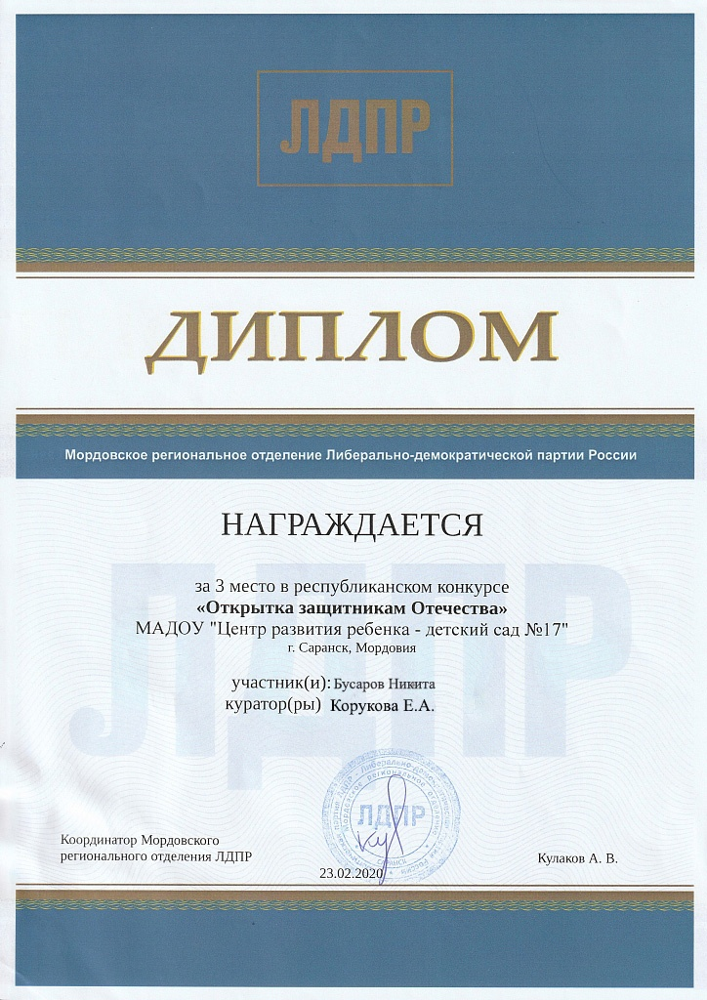 ЛДПР
ДИПЛОМ
Мордовское региональное отделение Либерально-демократической партии России
НАГРАЖДАЕТСЯ
за 3 место в республиканском конкурсе
«Открытка защитникам Отечества»
МАДОУ "Центр развития ребенка - детский сад №17"
г. Саранск, Мордовия
участник(и): Бусаров Никита
куратор(ры) Корукова Е.А.
ЛДПР
ЛДПР
САРАНСК
Координатор Мордовского
регионального отделения ЛДПР
Кулаков А. В.
23.02.2020